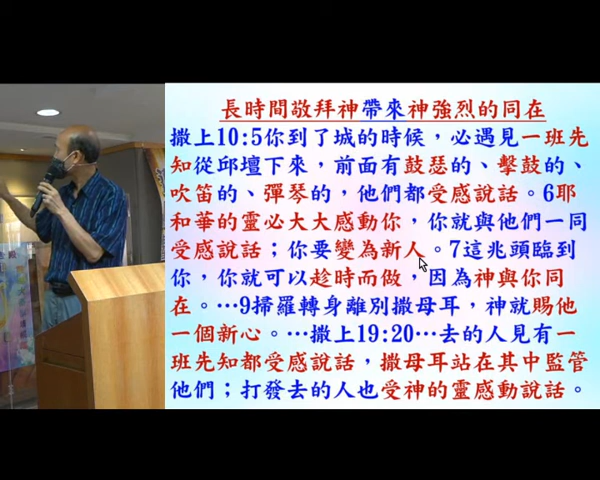 長時間敬拜神帶來神強烈的同在
撒上10:5你到了城的時候，必遇見一班先
知從邱壇下來，前面有鼓瑟的、擊鼓的、
吹笛的、彈琴的，他們都受感說話。6耶
和華的靈必大大感動你，你就與他們一同
受感說話；你要變為新人。7這兆頭臨到
你，你就可以趁時而做，因為神與你同
在。…9掃羅轉身離別撒母耳，神就賜他
一個新心。…撒上19:20…去的人見有一
班先知都受感說話，撒母耳站在其中監管
他們；打發去的人也受神的靈感動說話。